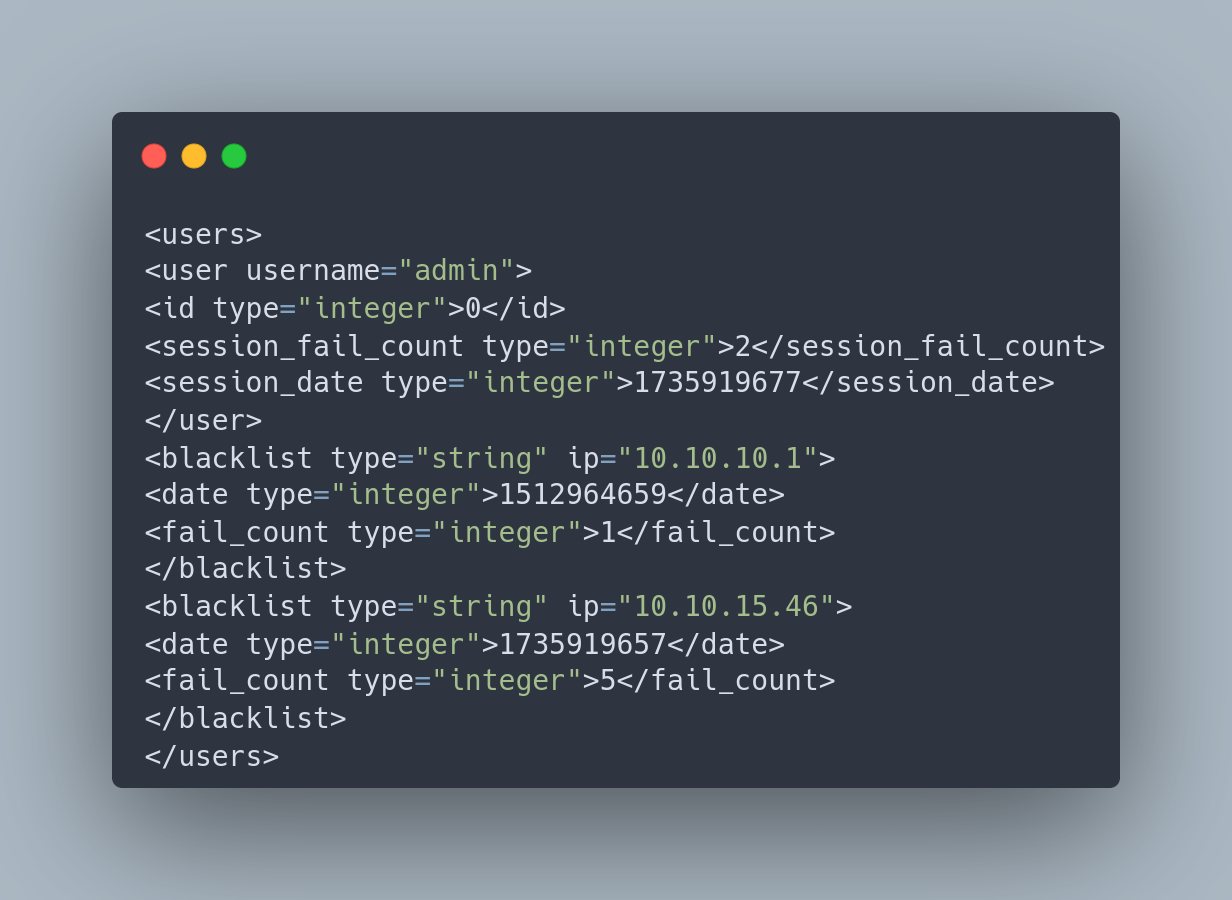 <users>
<user username="admin">
<id type="integer">0</id>
<session_fail_count type="integer">2</session_fail_count>
<session_date type="integer">1735919677</session_date>
</user>
<blacklist type="string" ip="10.10.10.1">
<date type="integer">1512964659</date>
<fail_count type="integer">1</fail_count>
</blacklist>
<blacklist type="string" ip="10.10.15.46">
<date type="integer">1735919657</date>
<fail_count type="integer">5</fail_count>
</blacklist>
</users>